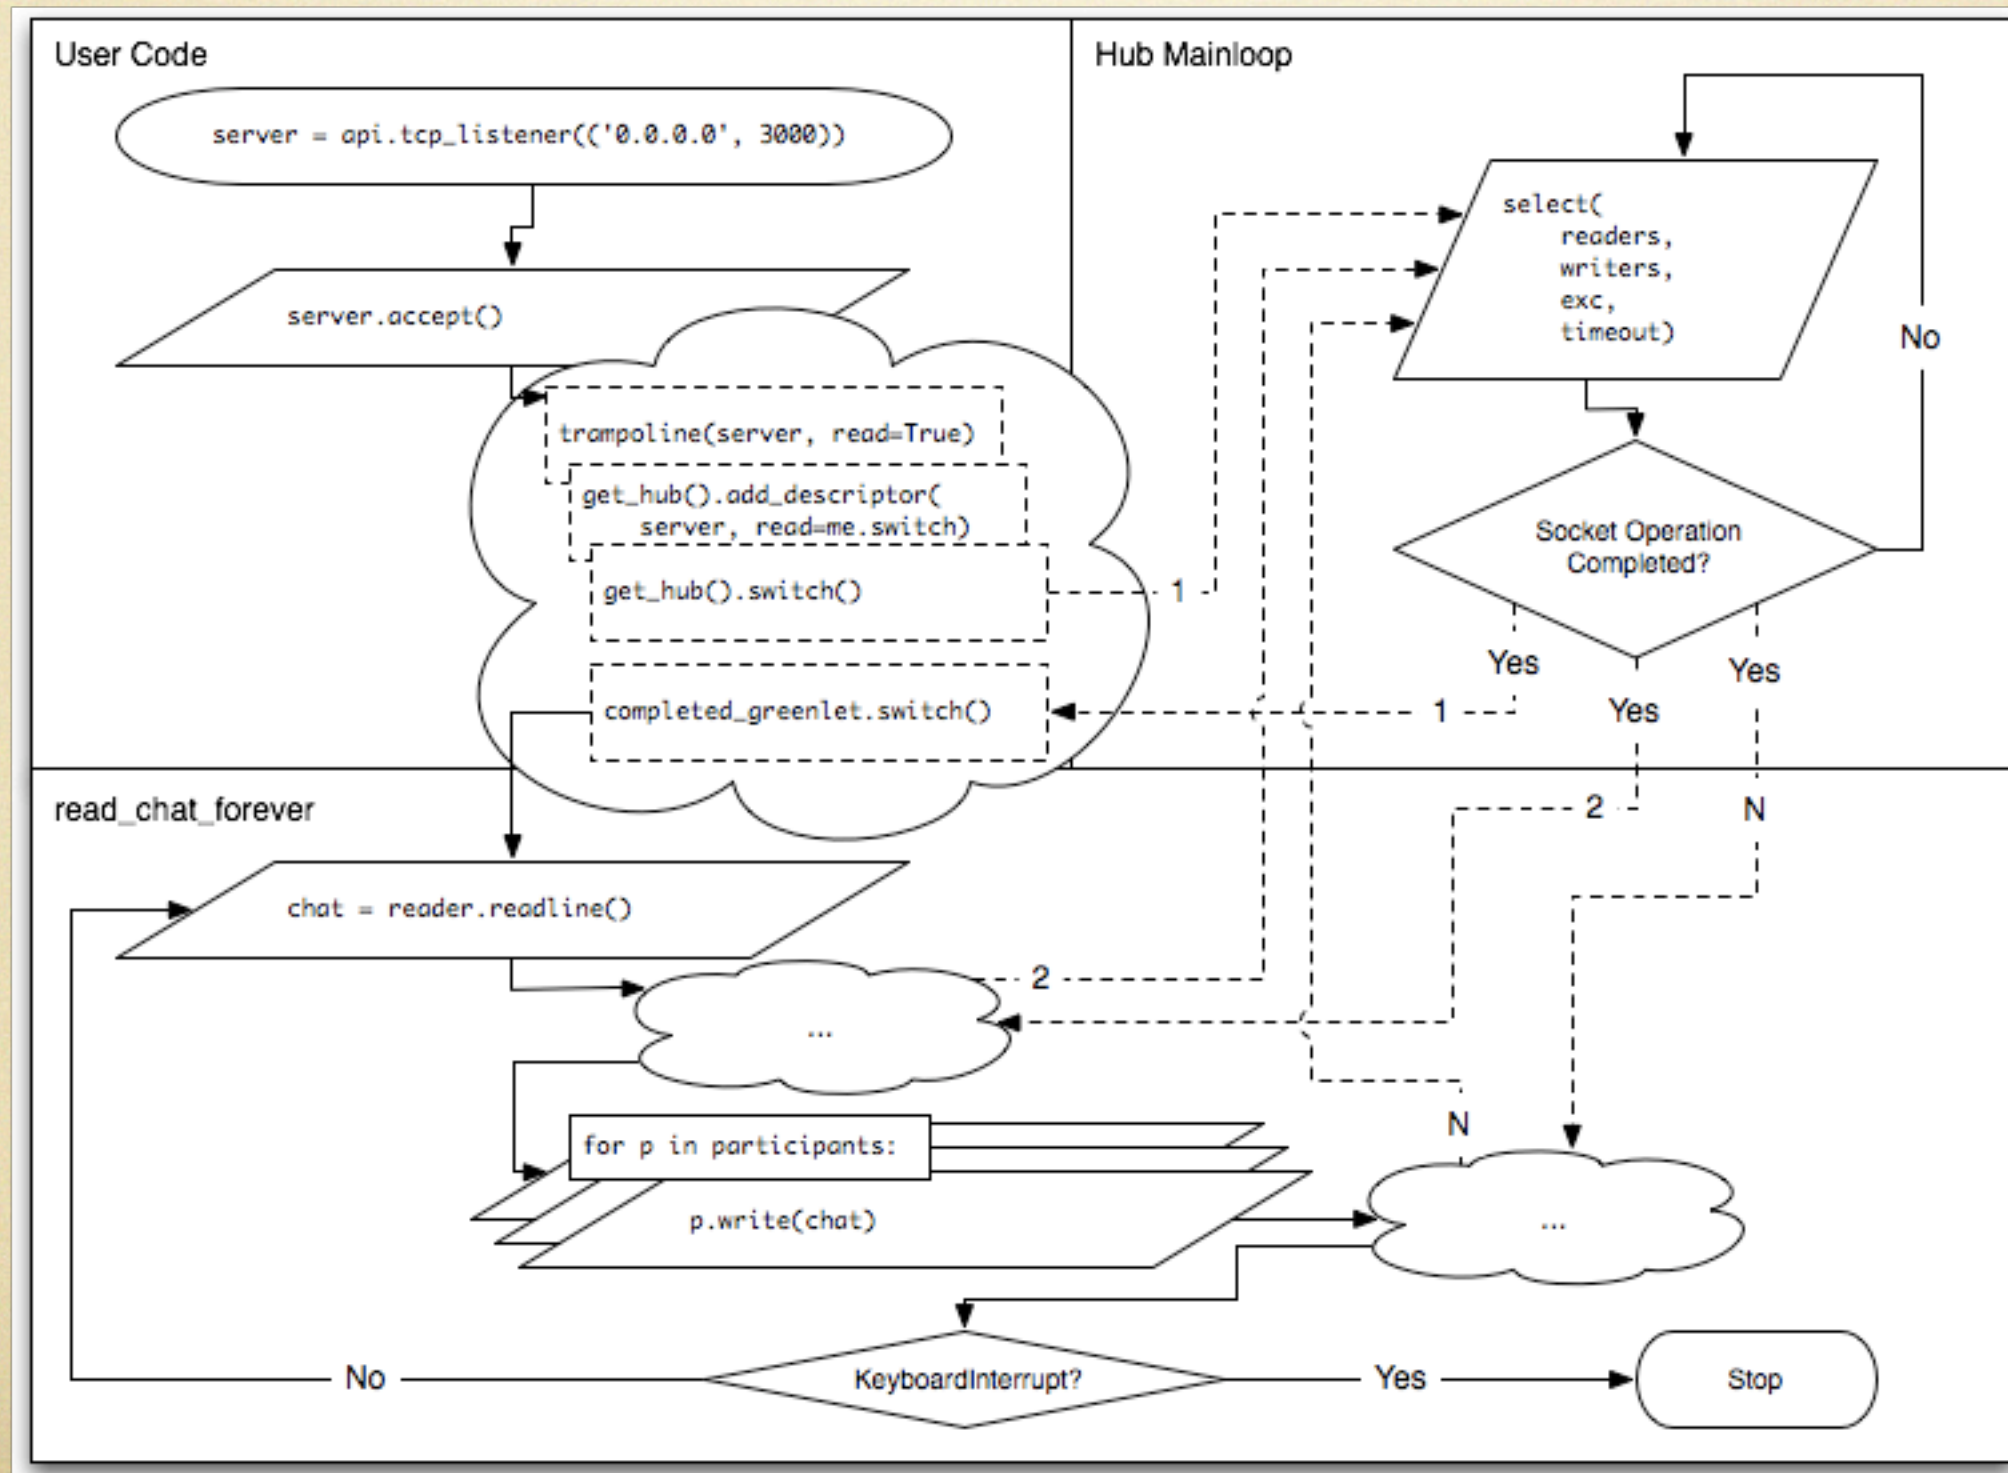 User Code
server = api.tcp_listener(('0.0.0.0', 3000))
server.accept()
trampoline(server, read=True)
get_hub().add_descriptor(
server, read=me.switch)
get_hub().switch()
1
completed_greenlet.switch()
1
Hub Mainloop
select(
readers,
writers,
exc,
timeout)
No
Socket Operation
Completed?
Yes
Yes
Yes
2
N
read_chat_forever
chat = reader.readline()
2
...
for p in participants:
p.write(chat)
N
...
KeyboardInterrupt?
No
Yes
Stop